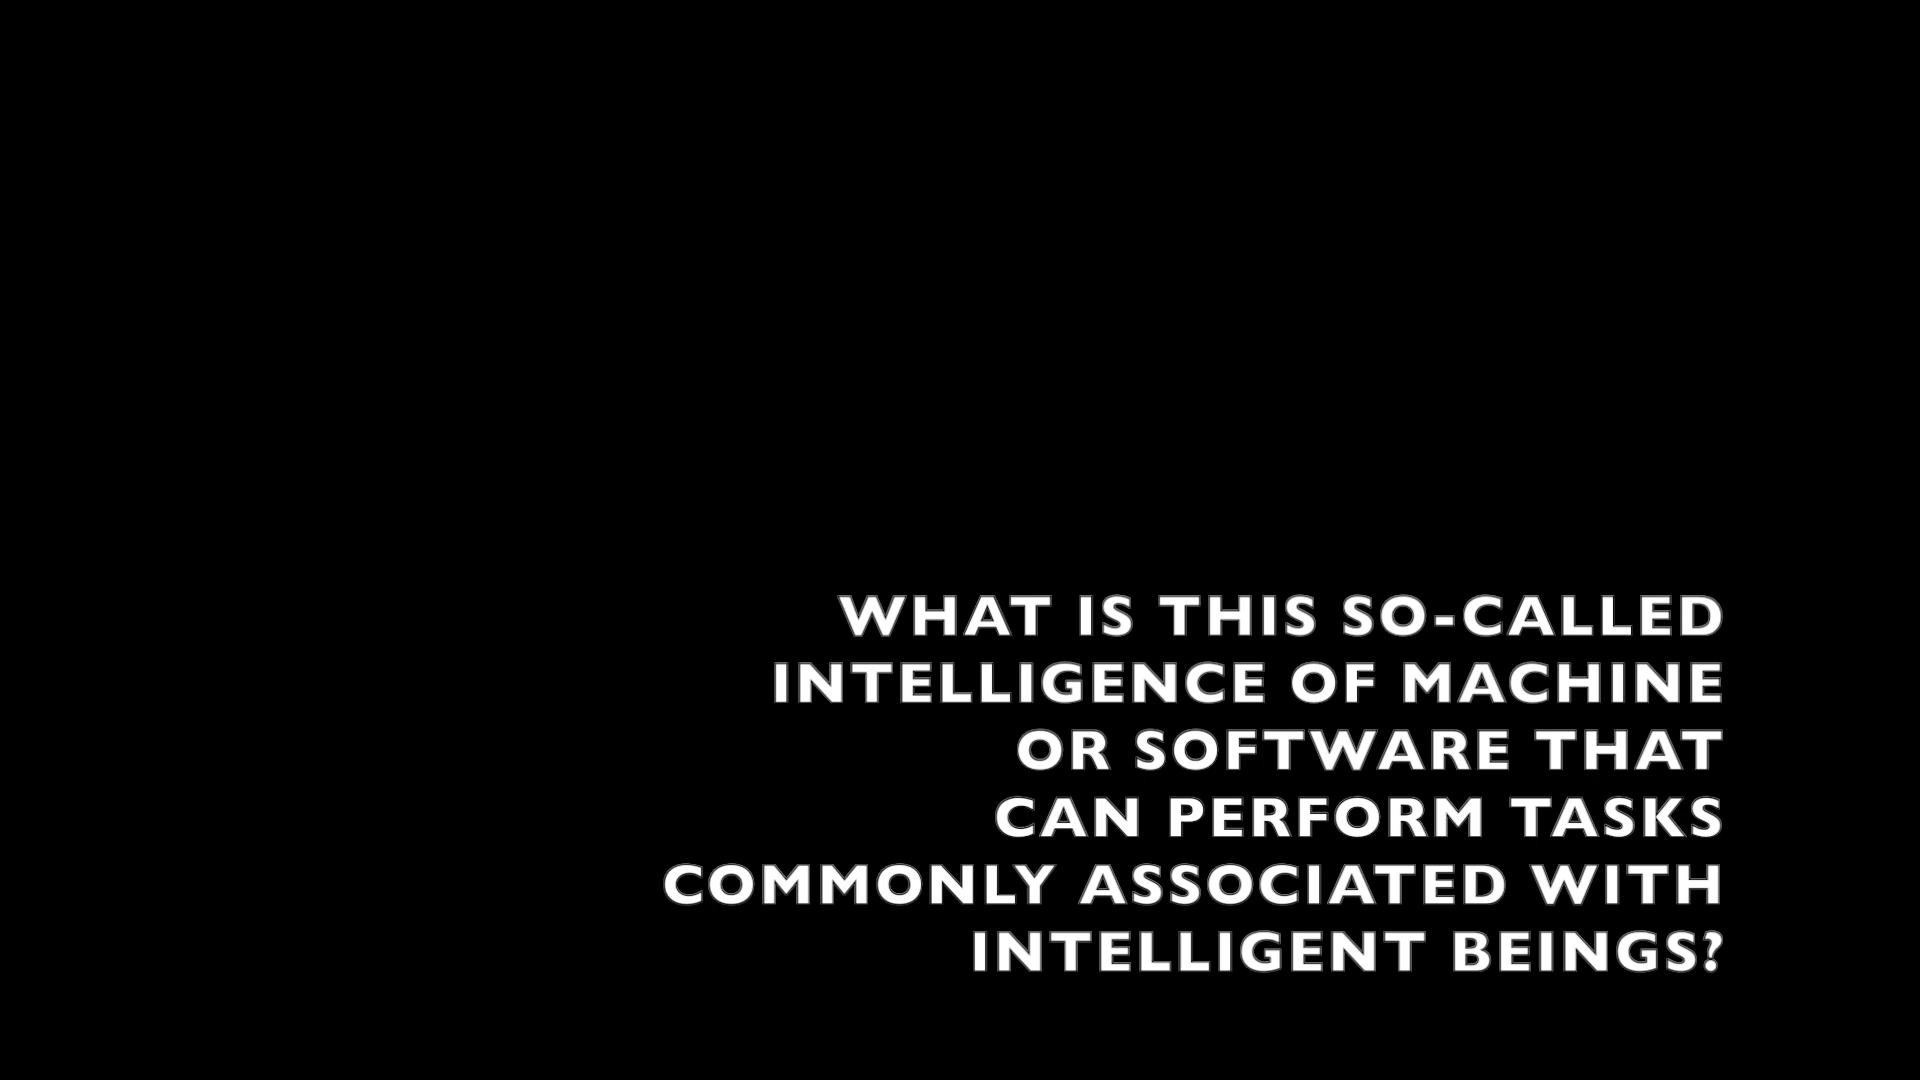 WHAT IS THIS SO-CALLED
INTELLIGENCE OF MACHINE
OR SOFTWARE THAT
CAN PERFORM TASKS
COMMONLY ASSOCIATED WITH
INTELLIGENT BEINGS?